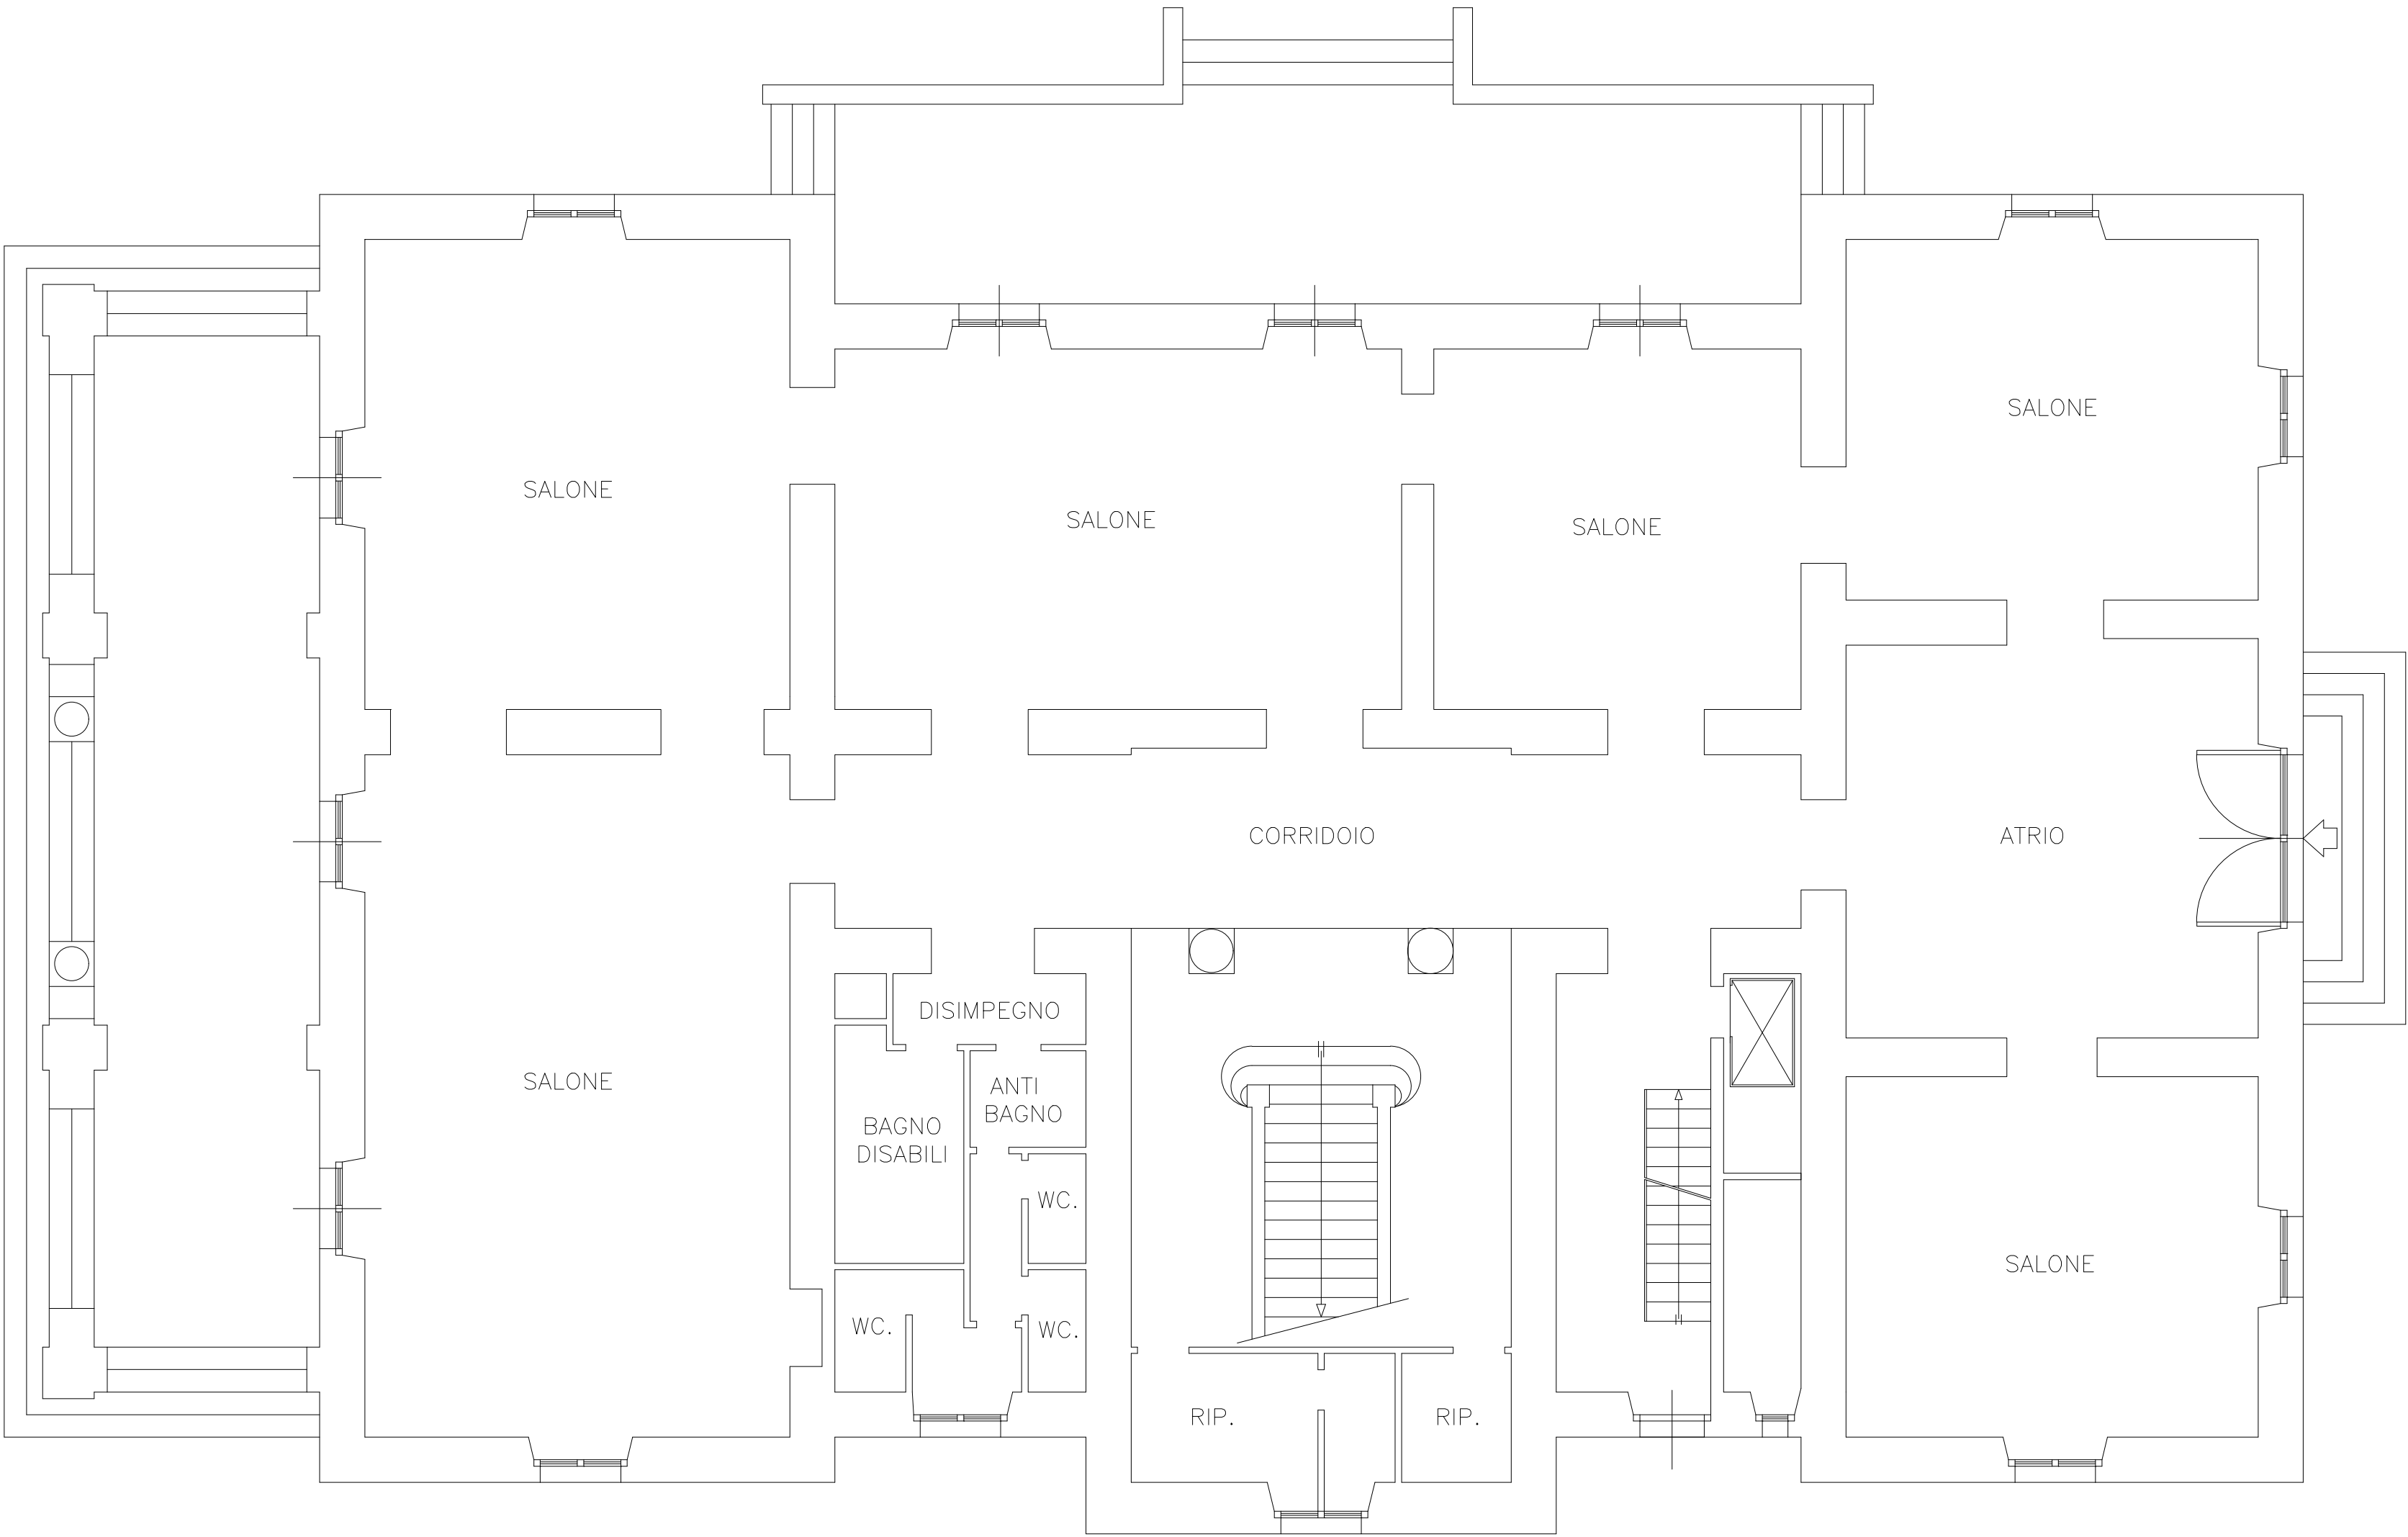 SALONE
SALONE
SALONE
SALONE
CORRIDOIO
ATRIO
DISIMPEGNO
SALONE
ANTI
BAGNO
BAGNO
DISABILI
WC.
SALONE
WC.
WC.
RIP.
RIP.